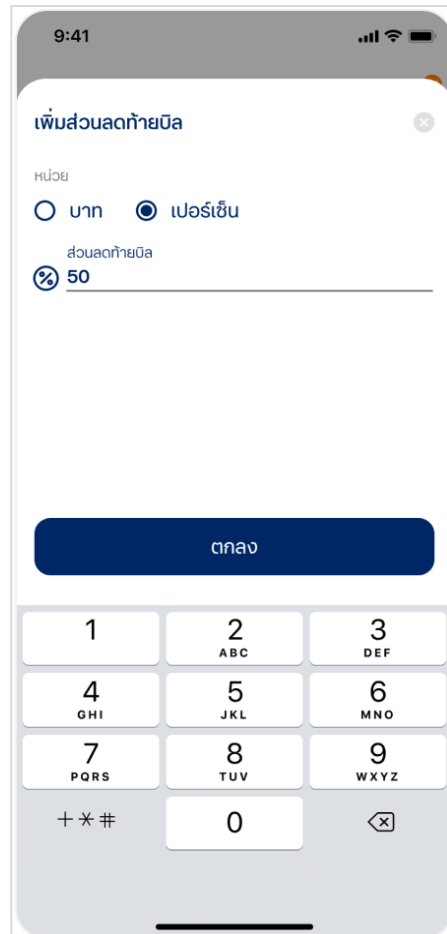 9:41
เพิ่มส่วนลดท้ายบิล
หน่วย
บาท เปอร์เซ็น
ส่วนลดท้ายบิล
% 50
ตกลง
1 2 3
ABC DEF
4 5 6
GHI JKL MNO
7 8 9
PQRS TUV WXYZ
+*# 0